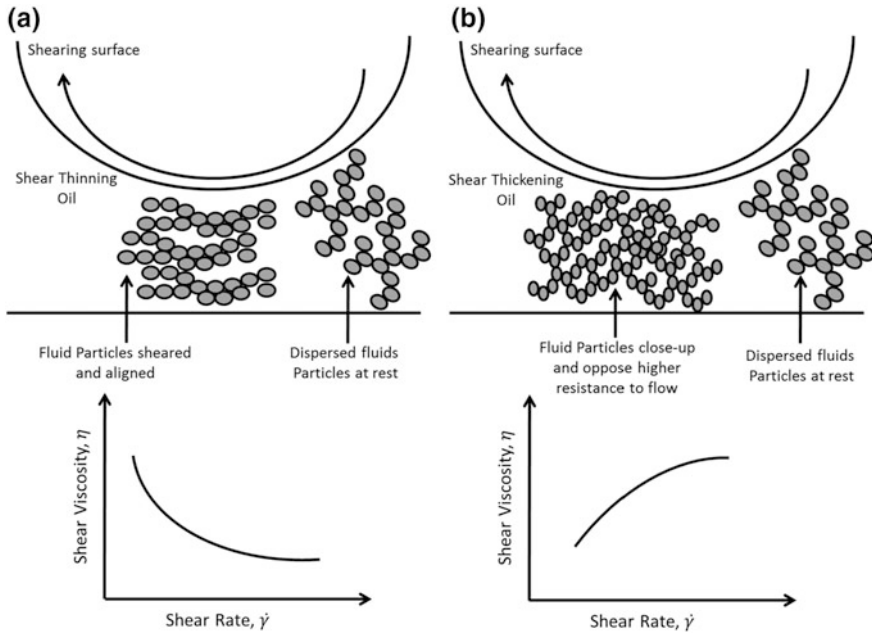 (a)
Shearing surface
Shear Thinning
Oil
Fluid Particles sheared
and aligned
Dispersed fluids
Particles at rest
Shear Viscosity, η
Shear Rate, γ̇
(b)
Shearing surface
Shear Thickening
Oil
Fluid Particles close-up
and oppose higher
resistance to flow
Dispersed fluids
Particles at rest
Shear Viscosity, η
Shear Rate, γ̇